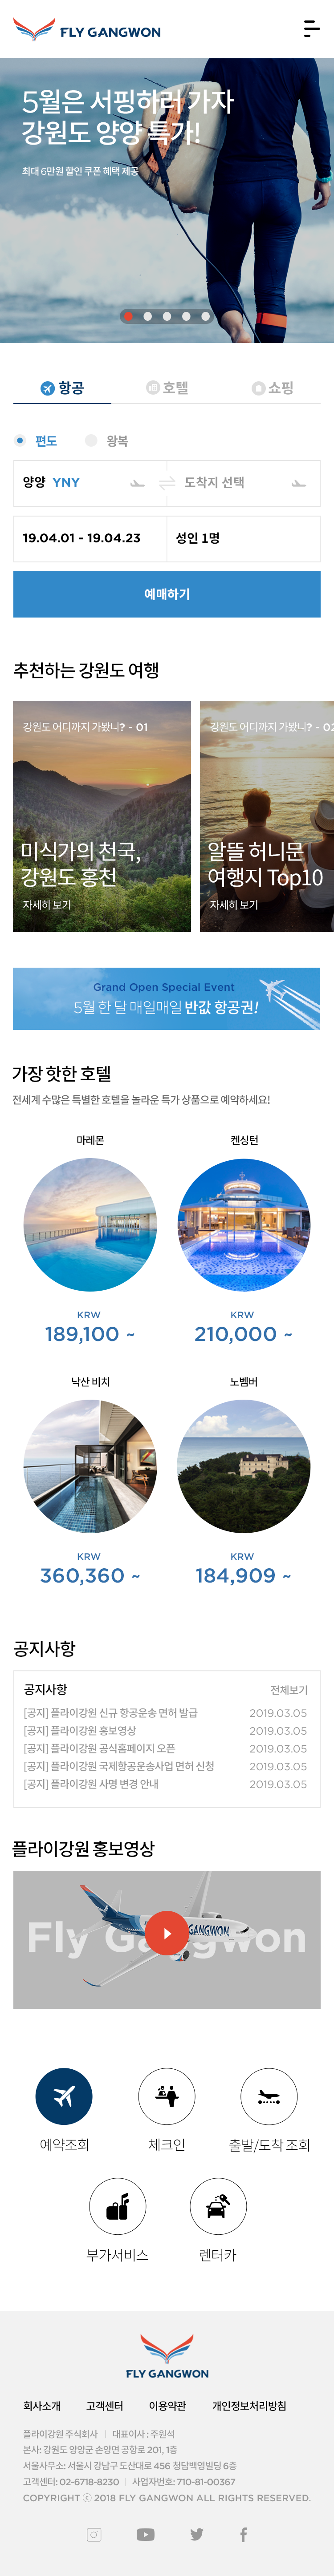 FLY GANGWON
5월은 서핑하러 가자
강원도 양양 특가!
최대 6만원 할인 쿠폰 혜택 제공
항공
호텔
쇼핑
편도
왕복
양양 YNY
도착지 선택
19.04.01 - 19.04.23
성인 1명
예매하기
추천하는 강원도 여행
강원도 어디까지 가봤니? - 01
미식가의 천국,
강원도 홍천
자세히 보기
강원도 어디까지 가봤니? - 02
알뜰 허니문
여행지 Top10
자세히 보기
Grand Open Special Event
5월 한 달 매일매일 반값 항공권!
가장 핫한 호텔
전세계 수많은 특별한 호텔을 놀라운 특가 상품으로 예약하세요!
마레몬
켄싱턴
KRW
189,100 ~
KRW
210,000 ~
낙산 비치
노벰버
KRW
360,360 ~
KRW
184,909 ~
공지사항
공지사항
전체보기
[공지] 플라이강원 신규 항공운송 면허 발급 2019.03.05
[공지] 플라이강원 홍보영상 2019.03.05
[공지] 플라이강원 공식홈페이지 오픈 2019.03.05
[공지] 플라이강원 국제항공운송사업 면허 신청 2019.03.05
[공지] 플라이강원 사명 변경 안내 2019.03.05
플라이강원 홍보영상
Fly Gangwon
GANGWON
예약조회
체크인
출발/도착 조회
부가서비스
렌터카
FLY GANGWON
회사소개
고객센터
이용약관
개인정보처리방침
플라이강원 주식회사 | 대표이사 : 주원석
본사: 강원도 양양군 손양면 공항로 201, 1층
서울사무소: 서울시 강남구 도산대로 456 청담백영빌딩 6층
고객센터: 02-6718-8230 | 사업자번호: 710-81-00367
COPYRIGHT ⓒ 2018 FLY GANGWON ALL RIGHTS RESERVED.